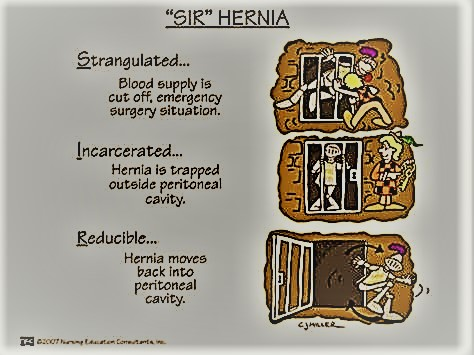 "SIR" HERNIA
Strangulated...
Blood supply is
cut off, emergency
surgery situation.
Incarcerated...
Hernia is trapped
outside peritoneal
cavity.
Reducible...
Hernia moves
back into
peritoneal
cavity.
CJMILLER
©2007 Nursing Education Consultants, Inc.